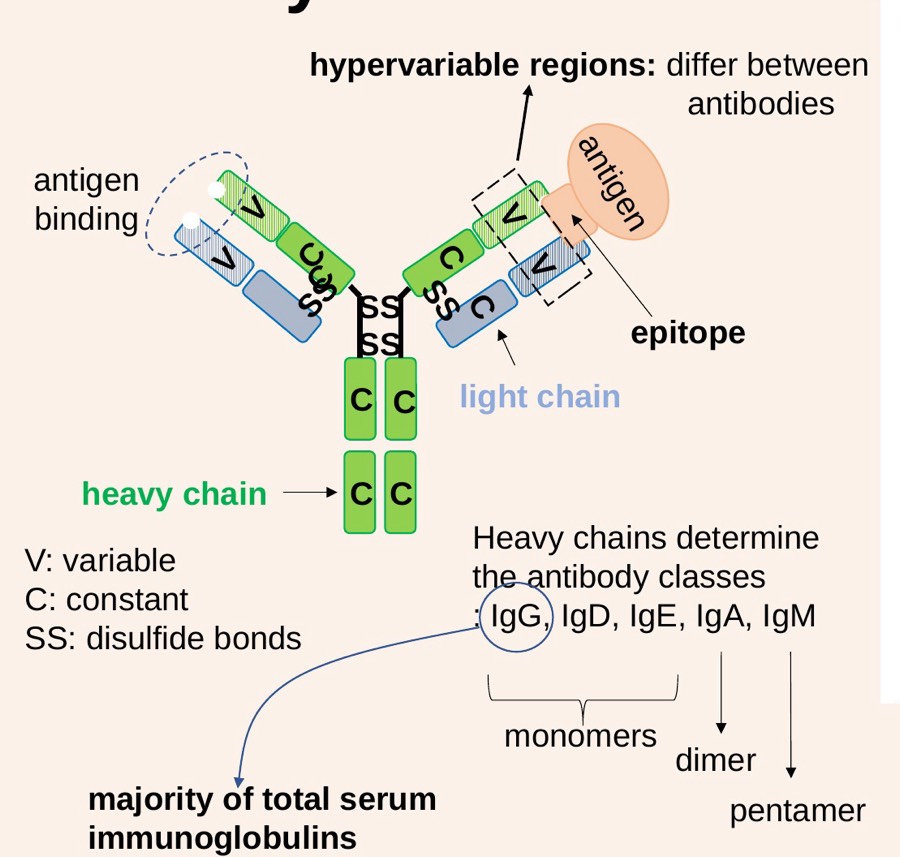 hypervariable regions: differ between
antibodies
antigen
binding
antigen
V
V
V
V
C
C
C
SS
SS
C
SS
SS
epitope
light chain
C
C
heavy chain
C
C
V: variable
C: constant
SS: disulfide bonds
Heavy chains determine
the antibody classes
: IgG, IgD, IgE, IgA, IgM
monomers
dimer
pentamer
majority of total serum
immunoglobulins